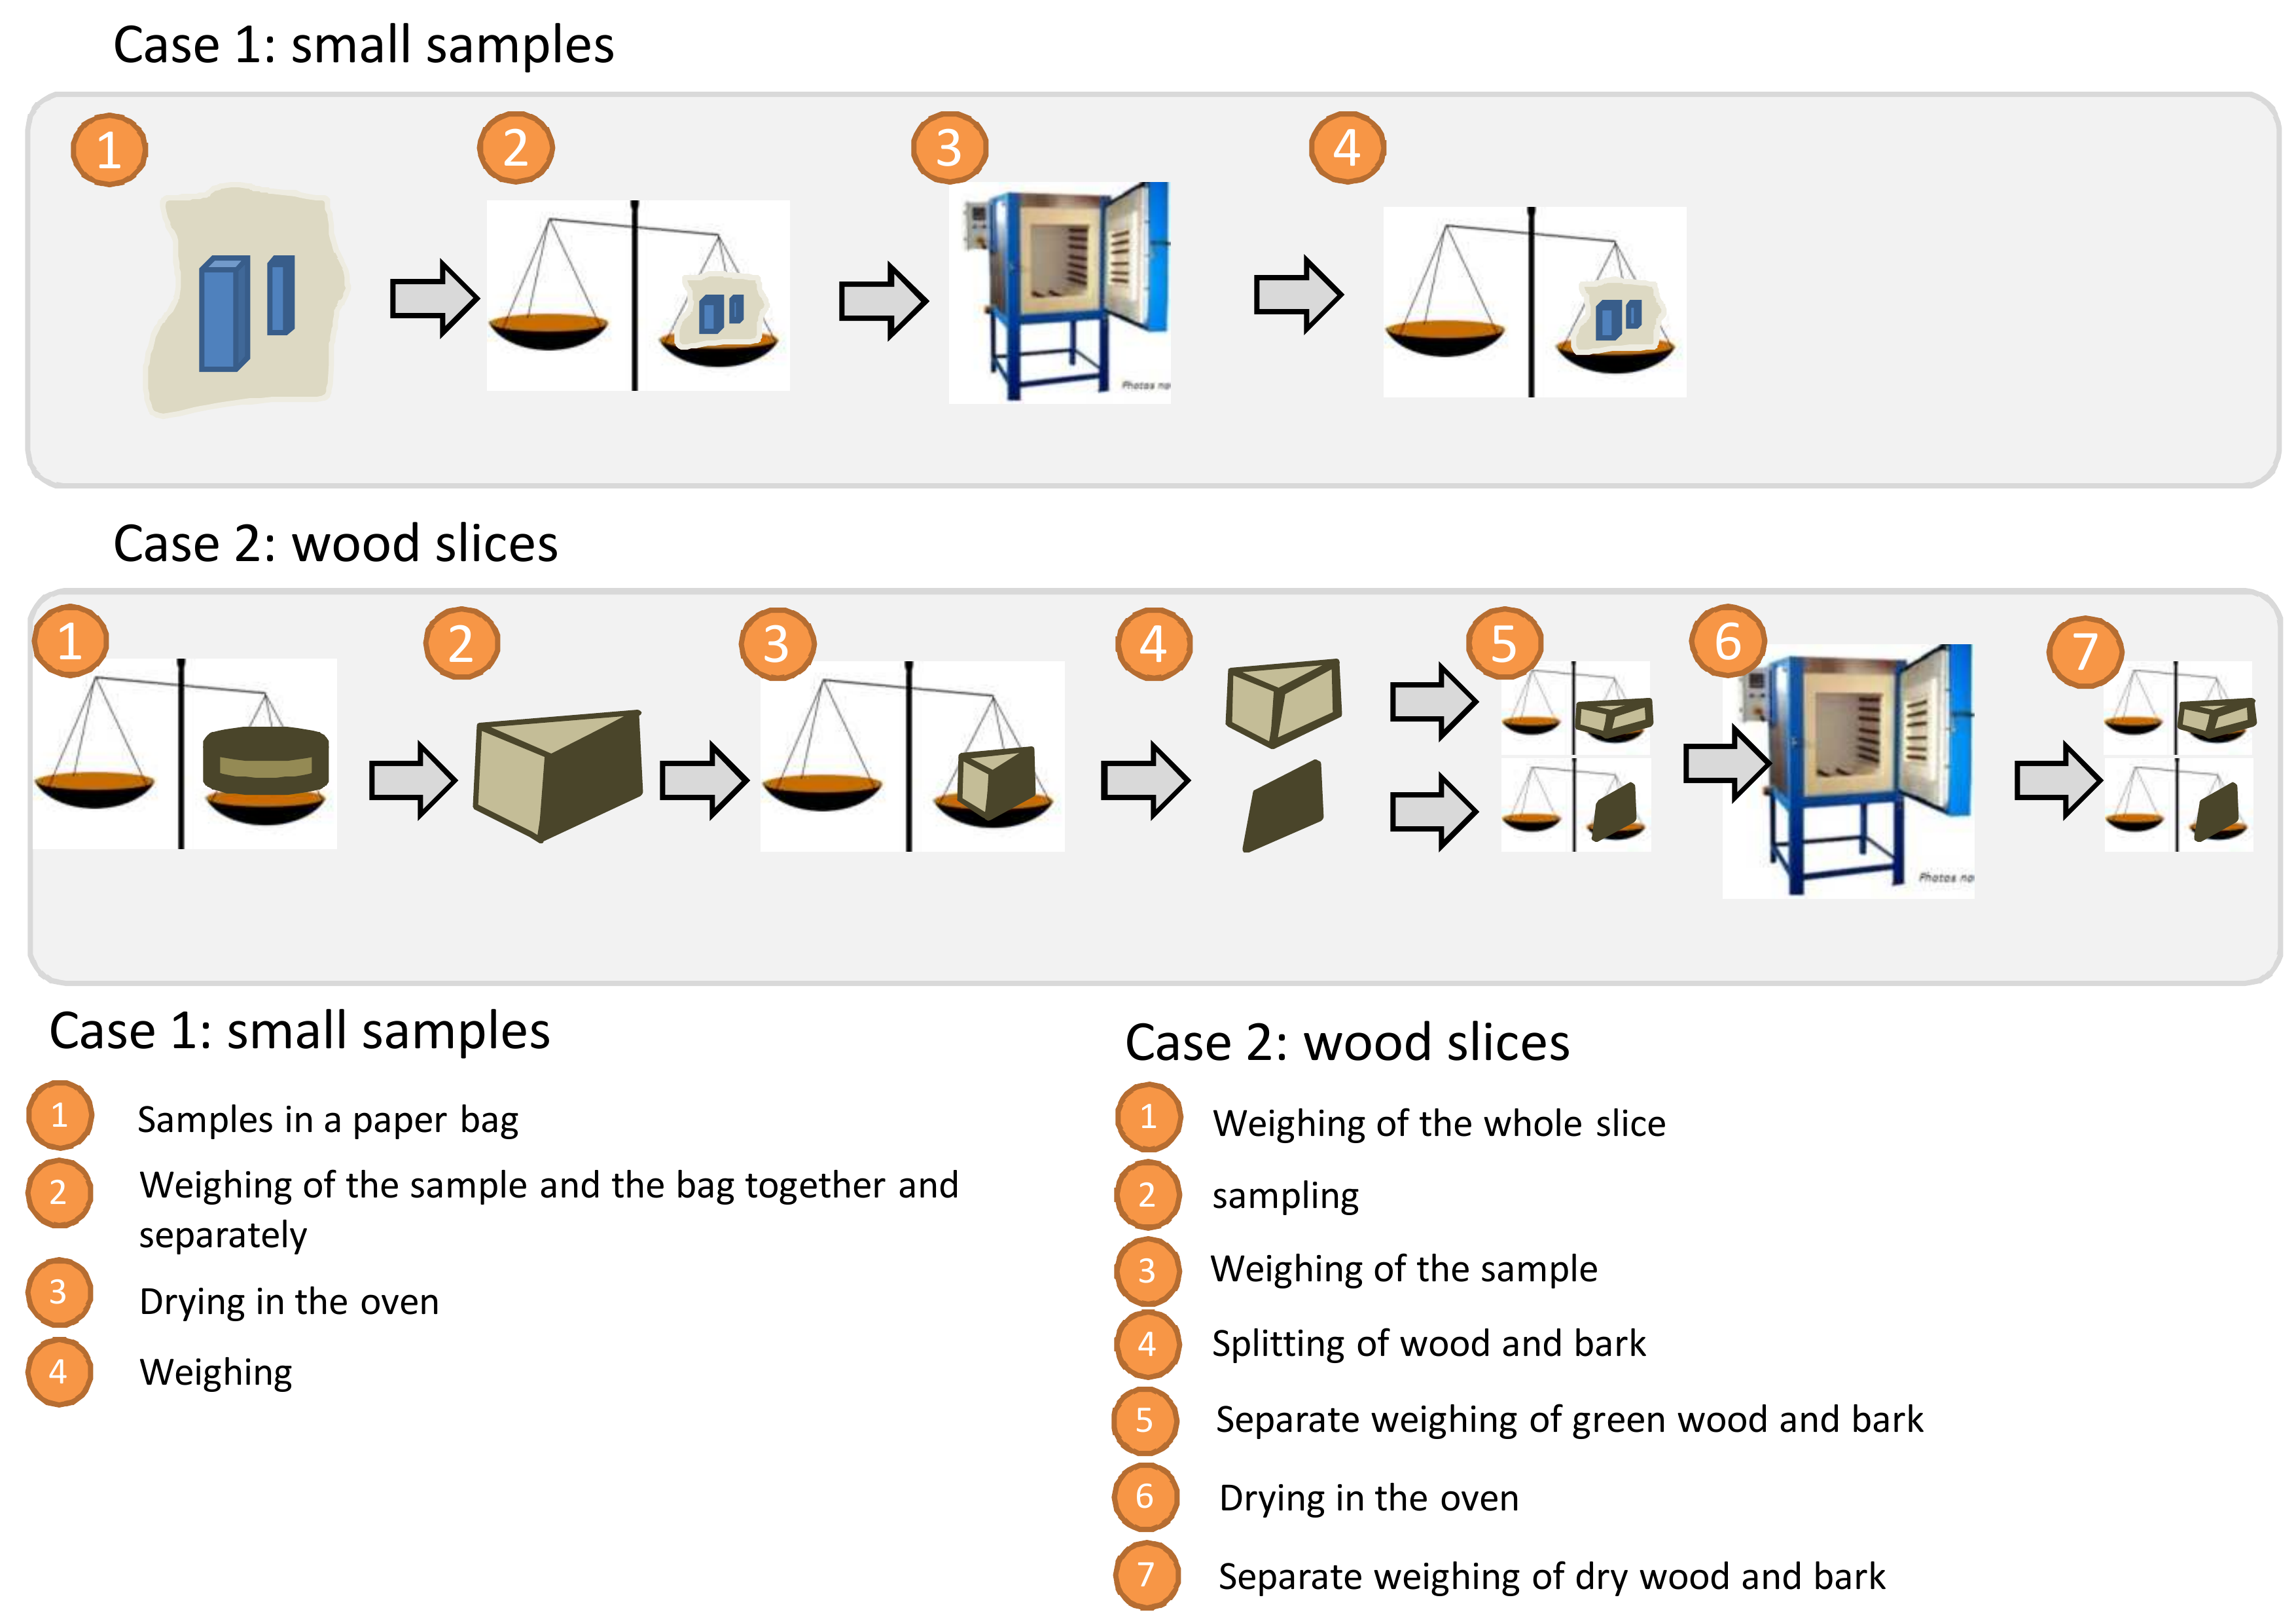 Case 1: small samples
1
2
3
4
Photos no
Case 2: wood slices
1
2
3
4
5
6
7
Photos no
Case 1: small samples
1 Samples in a paper bag
2 Weighing of the sample and the bag together and
separately
3 Drying in the oven
4 Weighing
Case 2: wood slices
1 Weighing of the whole slice
2 sampling
3 Weighing of the sample
4 Splitting of wood and bark
5 Separate weighing of green wood and bark
6 Drying in the oven
7 Separate weighing of dry wood and bark